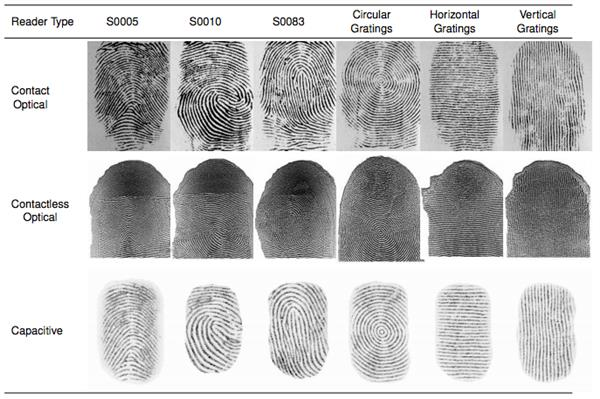 Reader Type S0005 S0010 S0083 Circular Gratings Horizontal Gratings Vertical Gratings
Contact Optical
Contactless Optical
Capacitive